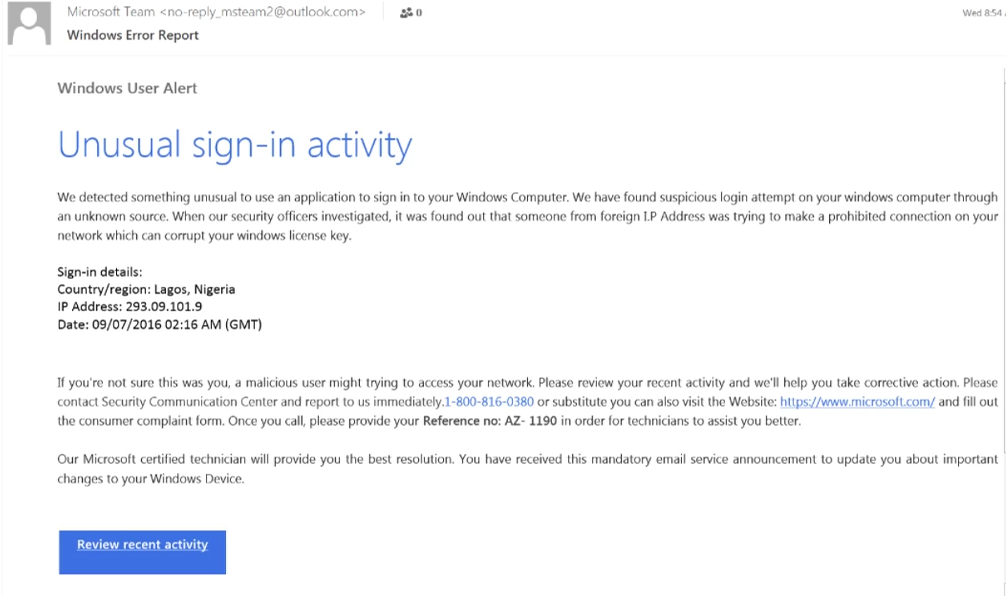 Microsoft Team <no-reply_msteam2@outlook.com>
0
Wed 8:54
Windows Error Report
Windows User Alert
Unusual sign-in activity
We detected something unusual to use an application to sign in to your Windows Computer. We have found suspicious login attempt on your windows computer through
an unknown source. When our security officers investigated, it was found out that someone from foreign I.P Address was trying to make a prohibited connection on your
network which can corrupt your windows license key.
Sign-in details:
Country/region: Lagos, Nigeria
IP Address: 293.09.101.9
Date: 09/07/2016 02:16 AM (GMT)
If you're not sure this was you, a malicious user might trying to access your network. Please review your recent activity and we'll help you take corrective action. Please
contact Security Communication Center and report to us immediately.1-800-816-0380 or substitute you can also visit the Website: https://www.microsoft.com/ and fill out
the consumer complaint form. Once you call, please provide your Reference no: AZ- 1190 in order for technicians to assist you better.
Our Microsoft certified technician will provide you the best resolution. You have received this mandatory email service announcement to update you about important
changes to your Windows Device.
Review recent activity